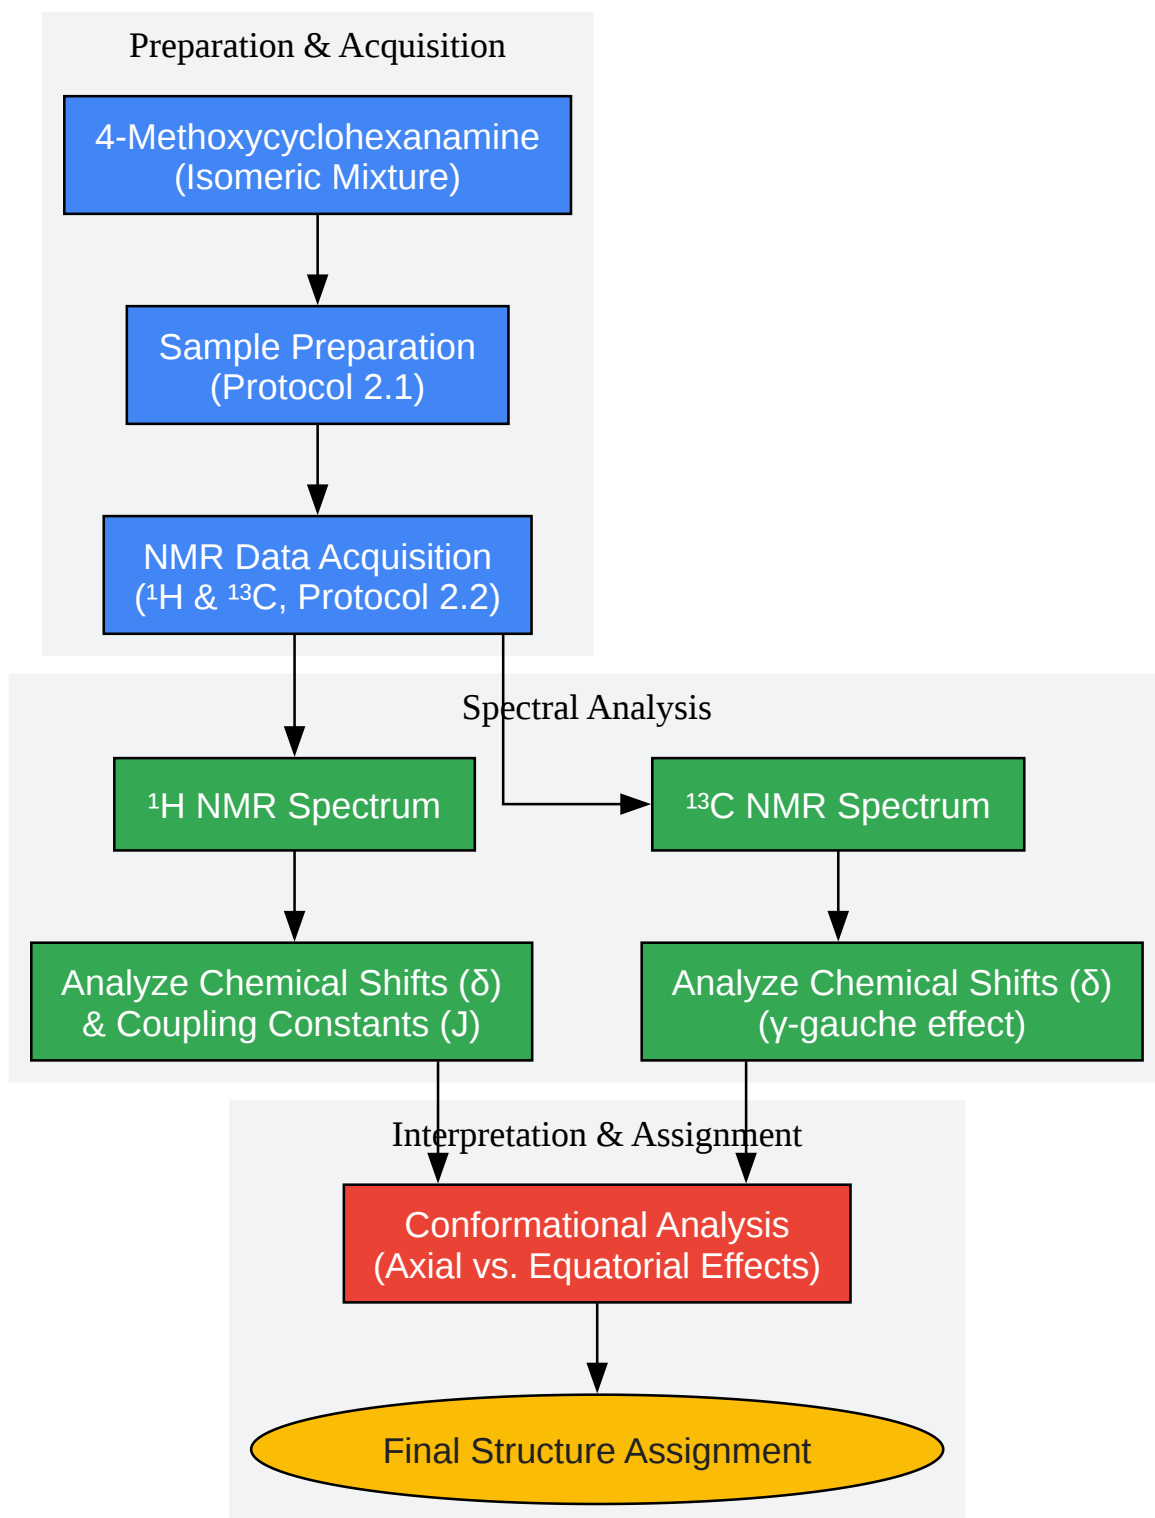 Preparation & Acquisition
4-Methoxycyclohexanamine
(Isomeric Mixture)
Sample Preparation
(Protocol 2.1)
NMR Data Acquisition
(¹H & ¹³C, Protocol 2.2)
Spectral Analysis
¹H NMR Spectrum
¹³C NMR Spectrum
Analyze Chemical Shifts (δ)
& Coupling Constants (J)
Analyze Chemical Shifts (δ)
(γ-gauche effect)
Interpretation & Assignment
Conformational Analysis
(Axial vs. Equatorial Effects)
Final Structure Assignment